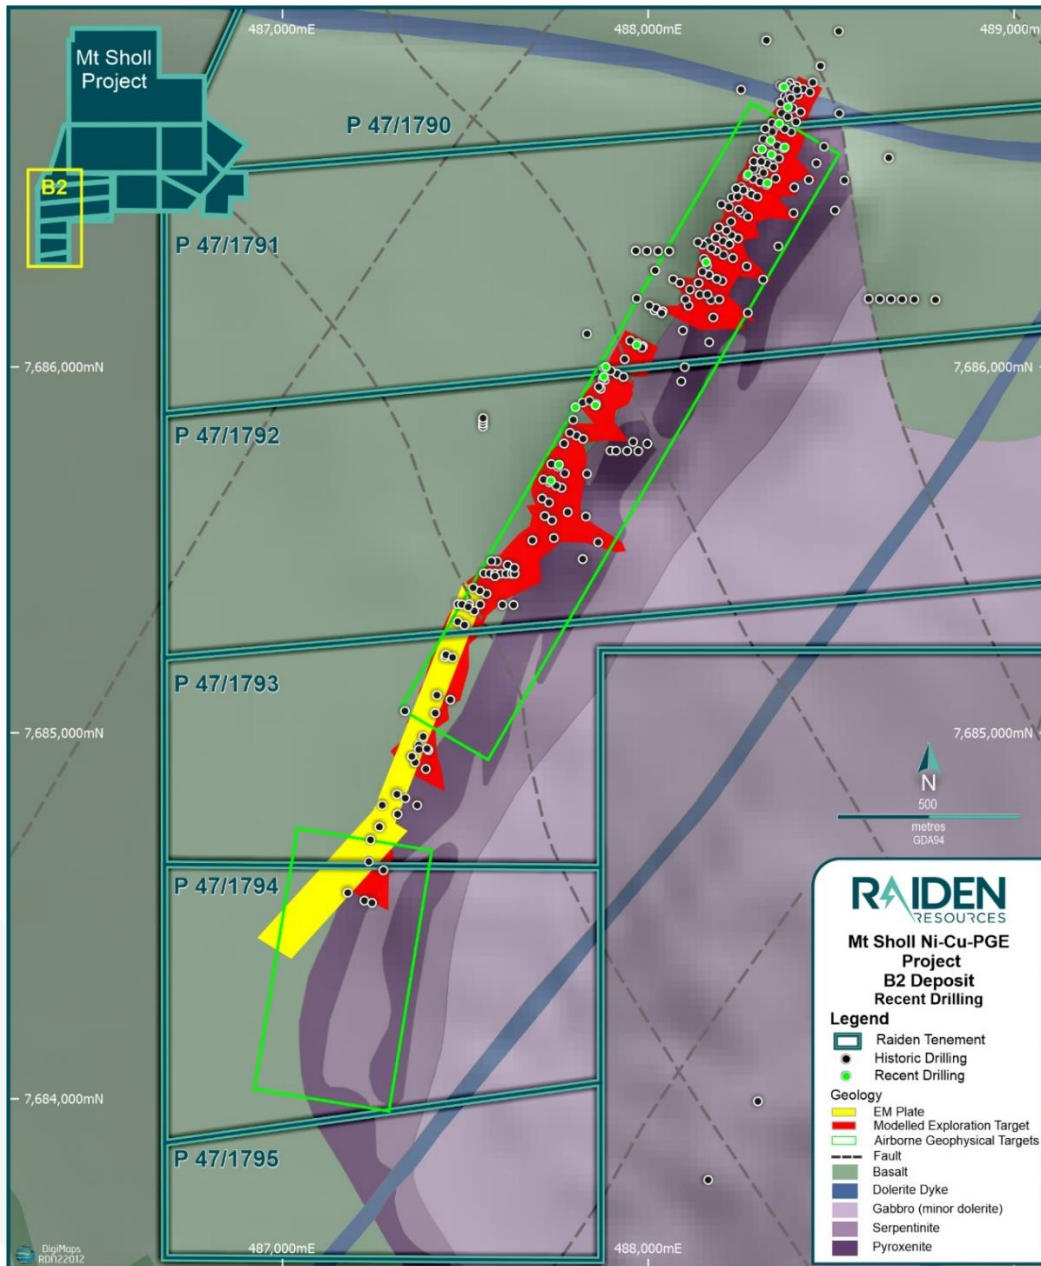 487,000mE
488,000mE
489,000mE
Mt Sholl
Project
B2
P 47/1790
P 47/1791
7,686,000mN
7,686,000mN
P 47/1792
P 47/1793
7,685,000mN
7,685,000mN
N
500
metres
GDA94
P 47/1794
RAIDEN
RESOURCES
Mt Sholl Ni-Cu-PGE
Project
B2 Deposit
Recent Drilling
Legend
Raiden Tenement
Historic Drilling
Recent Drilling
Geology
EM Plate
Modelled Exploration Target
Airborne Geophysical Targets
Fault
Basalt
Dolerite Dyke
Gabbro (minor dolerite)
Serpentinite
Pyroxenite
7,684,000mN
P 47/1795
DigiMaps
RDN22012
487,000mE
488,000mE